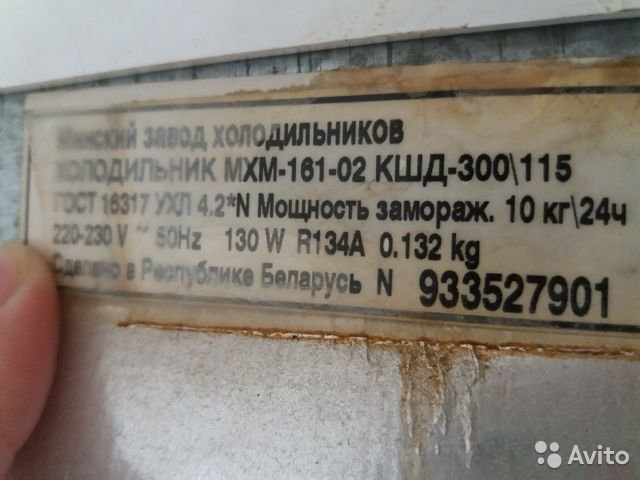 Минский завод холодильников
ХОЛОДИЛЬНИК МХМ-161-02 КШД-300\115
ГОСТ 16317 УХЛ 4.2*N Мощность замораж. 10 кг\24ч
220-230 V ~ 50Hz 130 W R134A 0.132 kg
Сделано в Республике Беларусь N 933527901
Avito